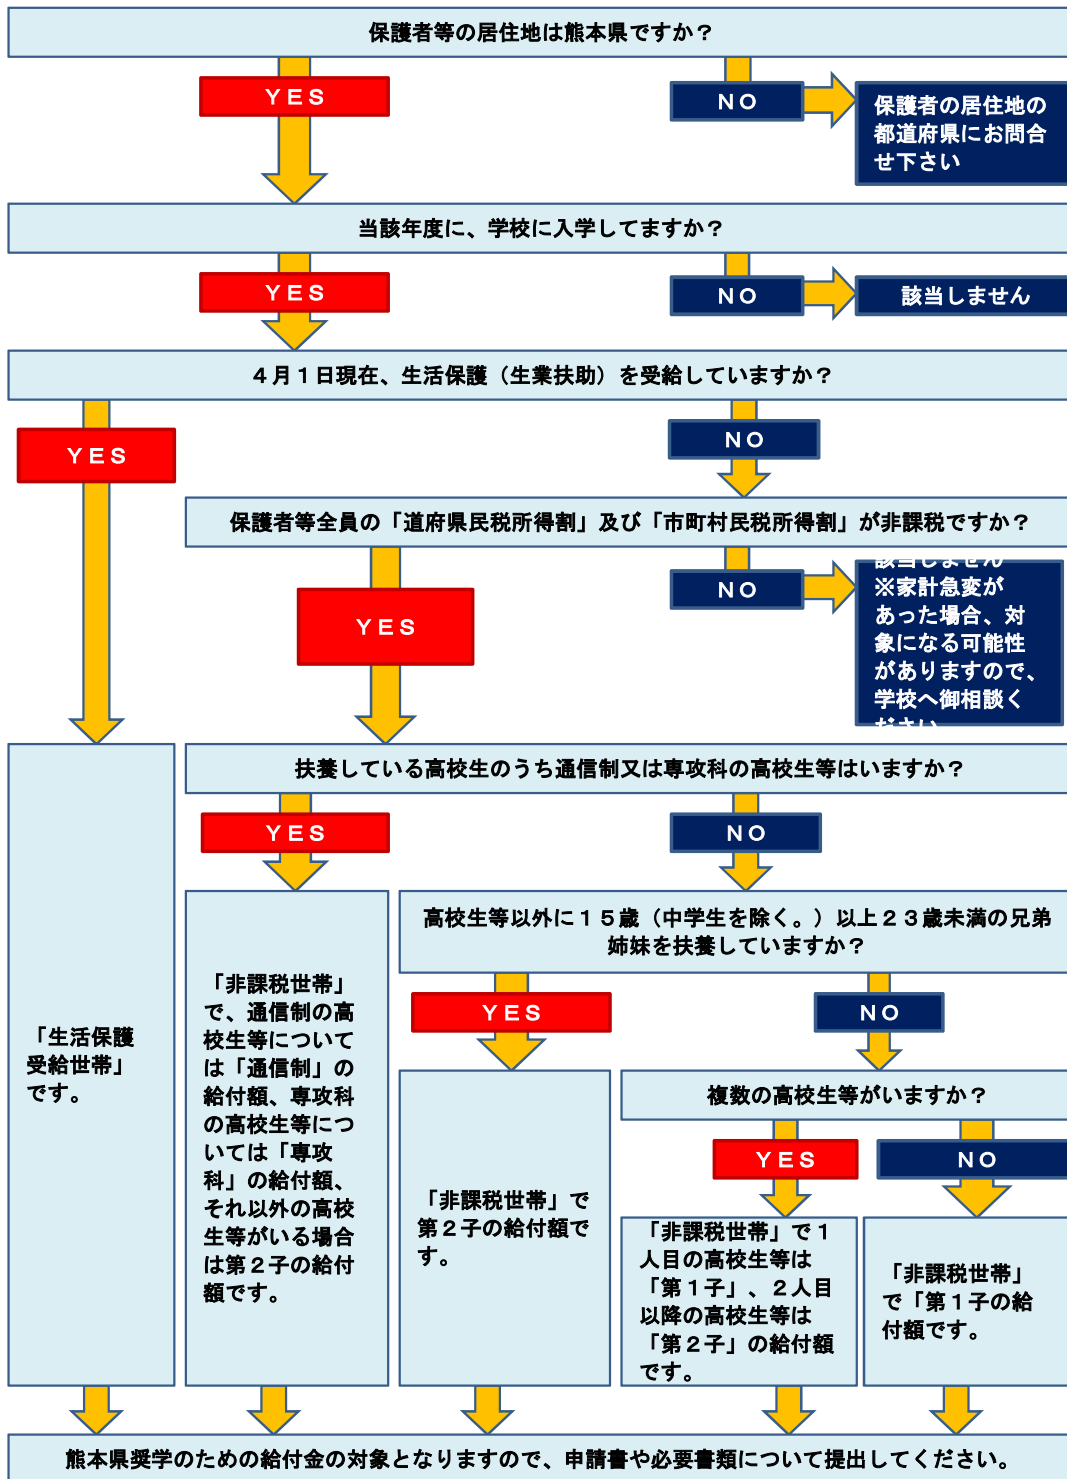 保護者等の居住地は熊本県ですか？
ＹＥＳ
ＮＯ
保護者の居住地の
都道府県にお問合
せ下さい
当該年度に、学校に入学してますか？
ＹＥＳ
ＮＯ
該当しません
４月１日現在、生活保護（生業扶助）を受給していますか？
ＹＥＳ
ＮＯ
保護者等全員の「道府県民税所得割」及び「市町村民税所得割」が非課税ですか？
ＹＥＳ
ＮＯ
該当しません
※家計急変が
あった場合、対
象になる可能性
がありますので、
学校へ御相談く
ださい
扶養している高校生のうち通信制又は専攻科の高校生等はいますか？
ＹＥＳ
ＮＯ
高校生等以外に１５歳（中学生を除く。）以上２３歳未満の兄弟
姉妹を扶養していますか？
ＹＥＳ
ＮＯ
複数の高校生等がいますか？
ＹＥＳ
ＮＯ
「生活保護
受給世帯」
です。
「非課税世帯」
で、通信制の高
校生等について
は「通信制」の
給付額、専攻科
の高校生等につ
いては「専攻
科」の給付額、
それ以外の高校
生等がいる場合
は第２子の給付
額です。
「非課税世帯」で
第２子の給付額で
す。
「非課税世帯」で１
人目の高校生等は
「第１子」、２人目
以降の高校生等は
「第２子」の給付額
です。
「非課税世帯」
で「第１子の給
付額です。
熊本県奨学のための給付金の対象となりますので、申請書や必要書類について提出してください。